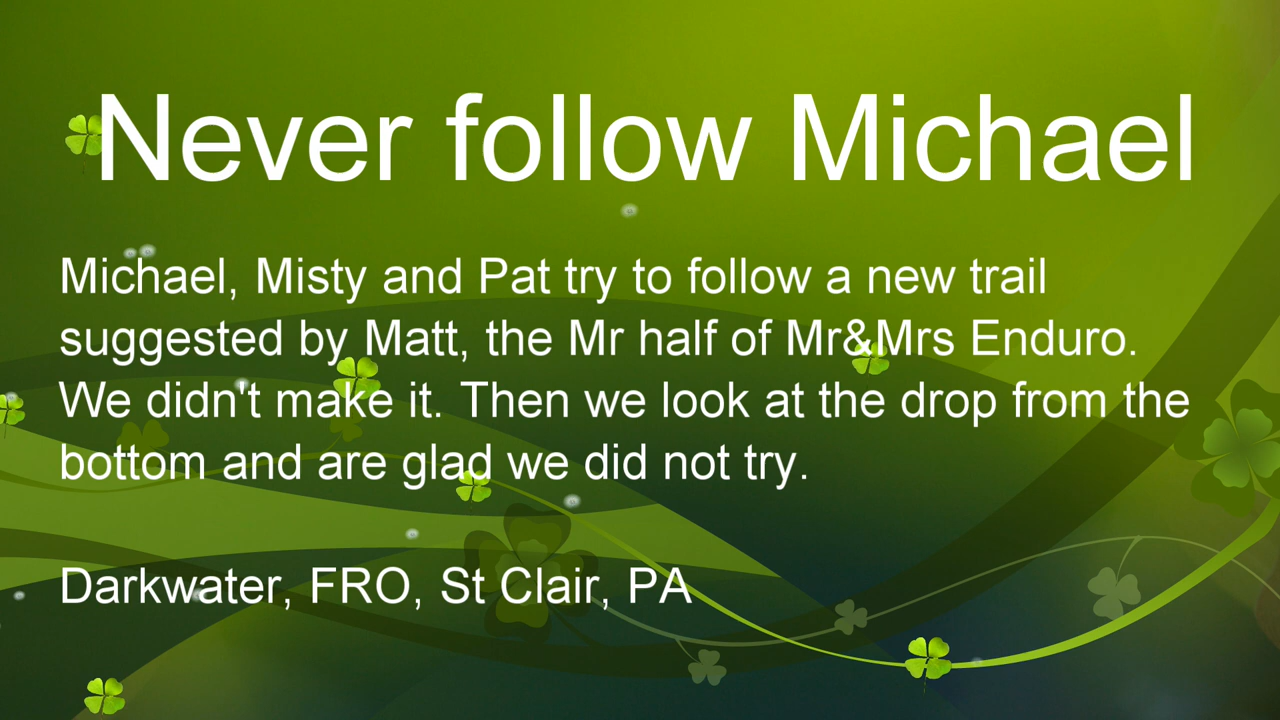 Never follow Michael
Michael, Misty and Pat try to follow a new trail
suggested by Matt, the Mr half of Mr&Mrs Enduro.
We didn't make it. Then we look at the drop from the
bottom and are glad we did not try.
Darkwater, FRO, St Clair, PA